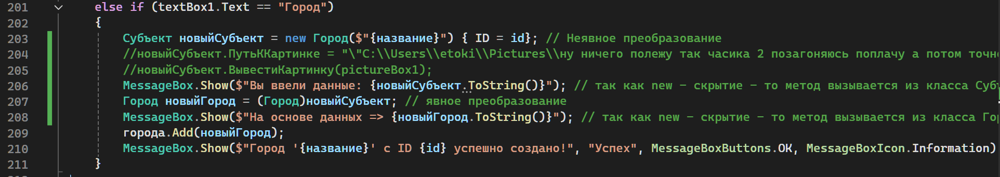 201 else if (textBox1.Text == "Город")
202 {
203 Субъект новыйСубъект = new Город($"{название}") { ID = id}; // Неявное преобразование
204 //новыйСубъект.ПутьККартинке = "\"C:\\Users\\etoki\\Pictures\\ну ничего полежу так часика 2 позагоняюсь поплачу а потом точн
205 //новыйСубъект.ВывестиКартинку(pictureBox1);
206 MessageBox.Show($"Вы ввели данные: {новыйСубъект.ToString()}"); // так как new - скрытие - то метод вызывается из класса Суб
207 Город новыйГород = (Город)новыйСубъект; // явное преобразование
208 MessageBox.Show($"На основе данных => {новыйГород.ToString()}"); // так как new - скрытие - то метод вызывается из класса Го
209 города.Add(новыйГород);
210 MessageBox.Show($"Город '{название}' с ID {id} успешно создано!", "Успех", MessageBoxButtons.OK, MessageBoxIcon.Information)
211 }